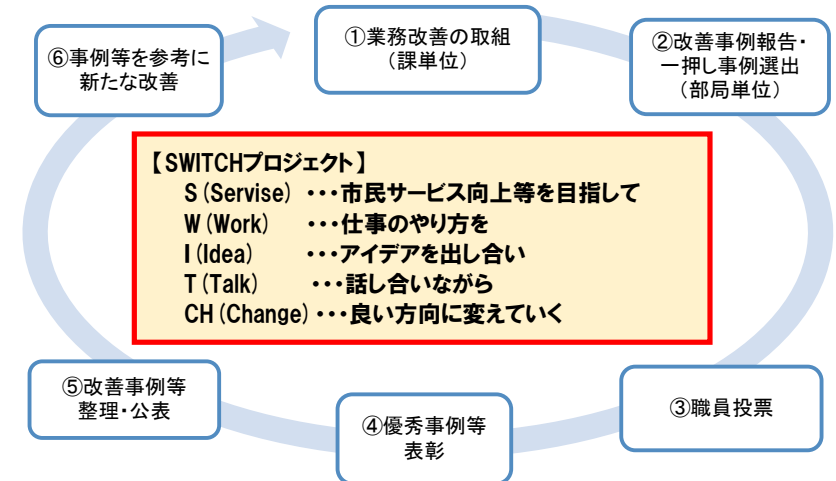 ①業務改善の取組
（課単位）
②改善事例報告・
一押し事例選出
（部局単位）
⑥事例等を参考に
新たな改善
【SWITCHプロジェクト】
S（Servise）・・・市民サービス向上等を目指して
W（Work）　・・・仕事のやり方を
I（Idea）　・・・アイデアを出し合い
T（Talk）　・・・話し合いながら
CH（Change）・・・良い方向に変えていく
③職員投票
④優秀事例等
表彰
⑤改善事例等
整理・公表